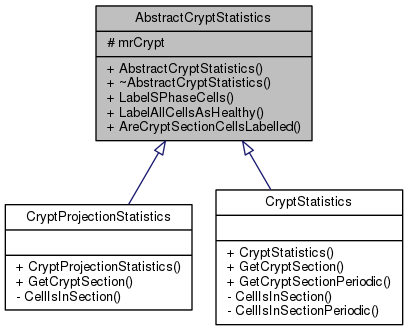 AbstractCryptStatistics
# mrCrypt
+ AbstractCryptStatistics()
+ ~AbstractCryptStatistics()
+ LabelSPhaseCells()
+ LabelAllCellsAsHealthy()
+ AreCryptSectionCellsLabelled()
CryptProjectionStatistics
+ CryptProjectionStatistics()
+ GetCryptSection()
- CellIsInSection()
CryptStatistics
+ CryptStatistics()
+ GetCryptSection()
+ GetCryptSectionPeriodic()
- CellIsInSection()
- CellIsInSectionPeriodic()